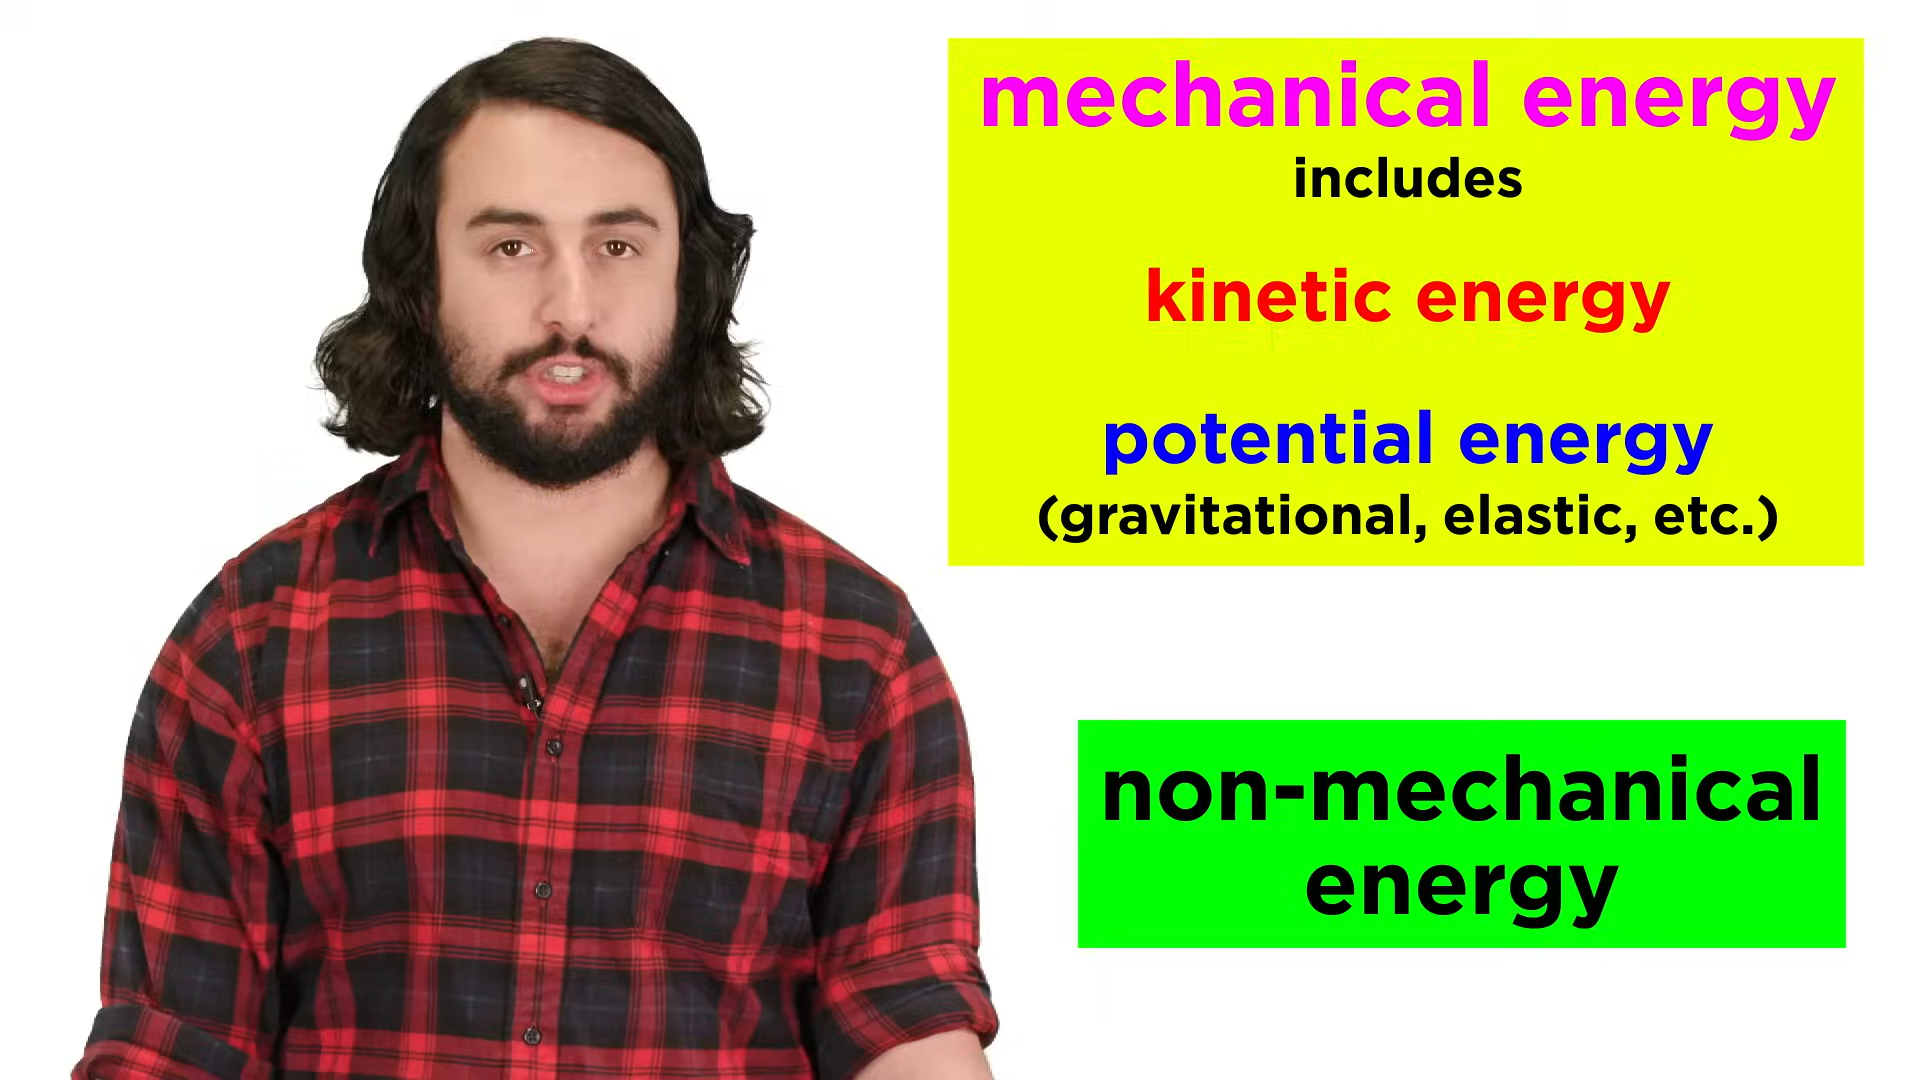 mechanical energy
includes
kinetic energy
potential energy
(gravitational, elastic, etc.)
non-mechanical
energy